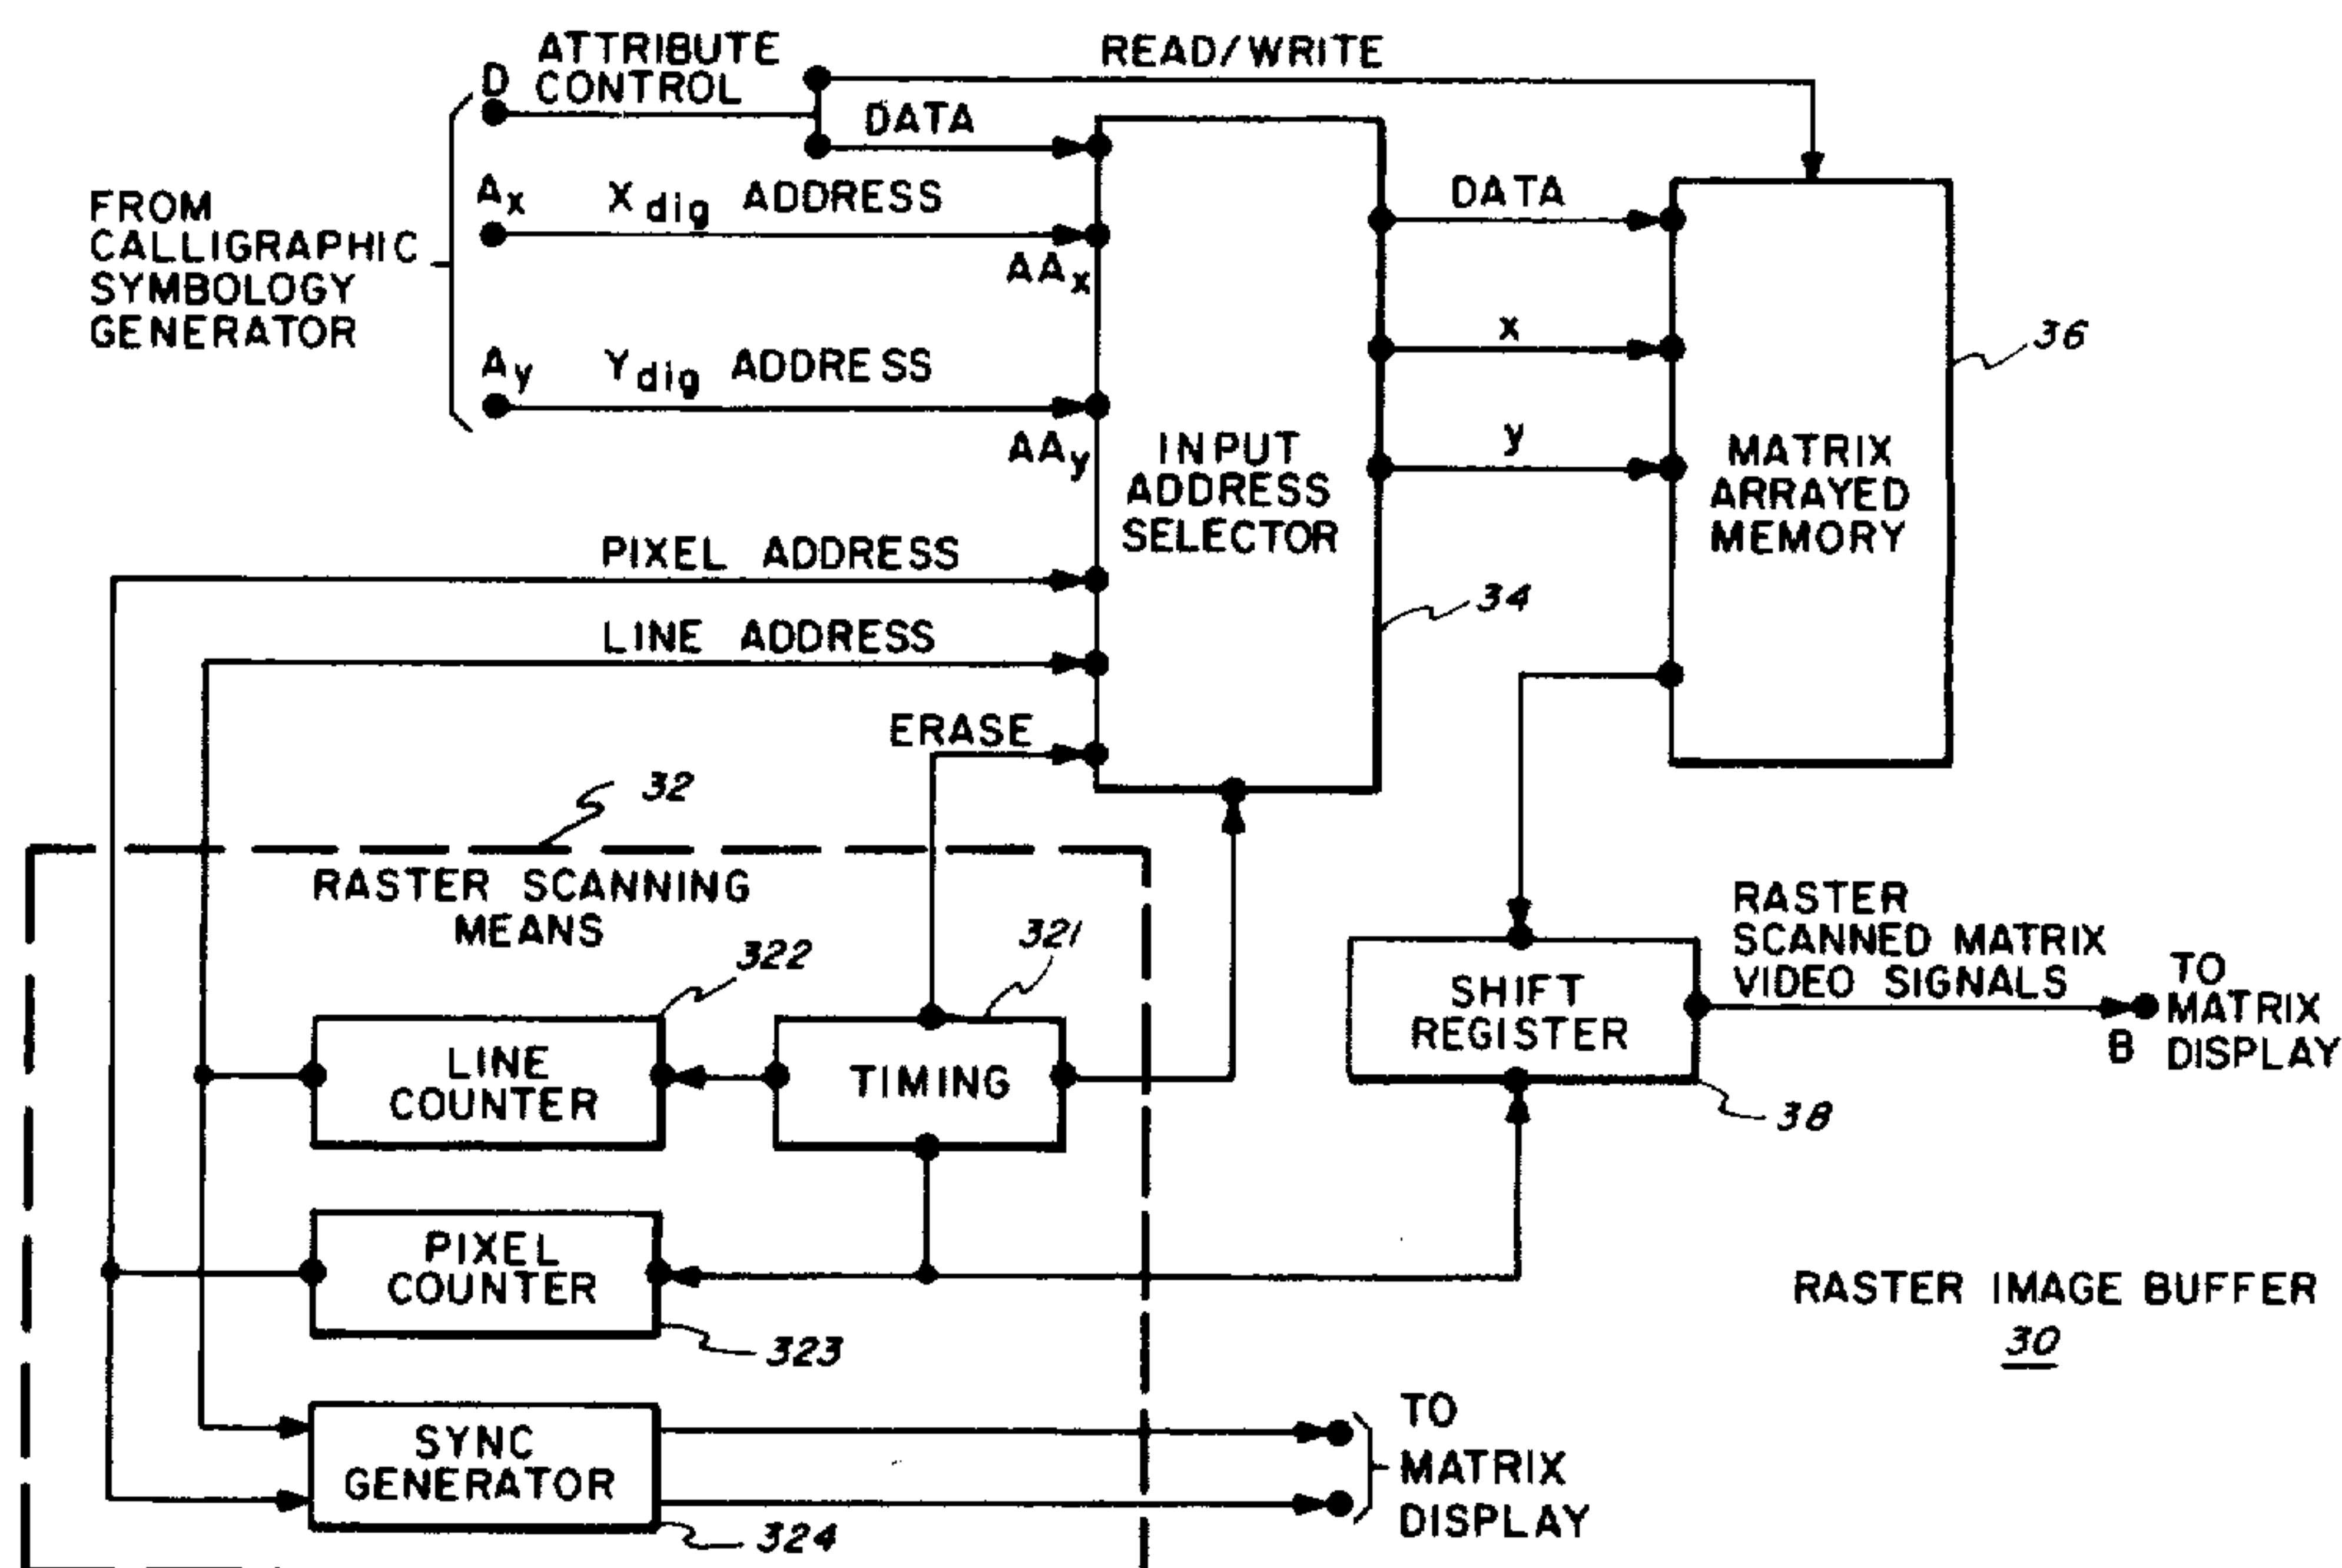 ATTRIBUTE
CONTROL
D
READ/WRITE
DATA
FROM
CALLIGRAPHIC
SYMBOLOGY
GENERATOR
Ax
Xdig ADDRESS
AAx
Ay
Ydig ADDRESS
AAy
INPUT
ADDRESS
SELECTOR
34
DATA
x
y
MATRIX
ARRAYED
MEMORY
36
PIXEL ADDRESS
LINE ADDRESS
ERASE
32
RASTER SCANNING
MEANS
322
321
LINE
COUNTER
TIMING
PIXEL
COUNTER
323
SYNC
GENERATOR
324
SHIFT
REGISTER
38
RASTER
SCANNED MATRIX
VIDEO SIGNALS
B
TO
MATRIX
DISPLAY
TO
MATRIX
DISPLAY
RASTER IMAGE BUFFER
30